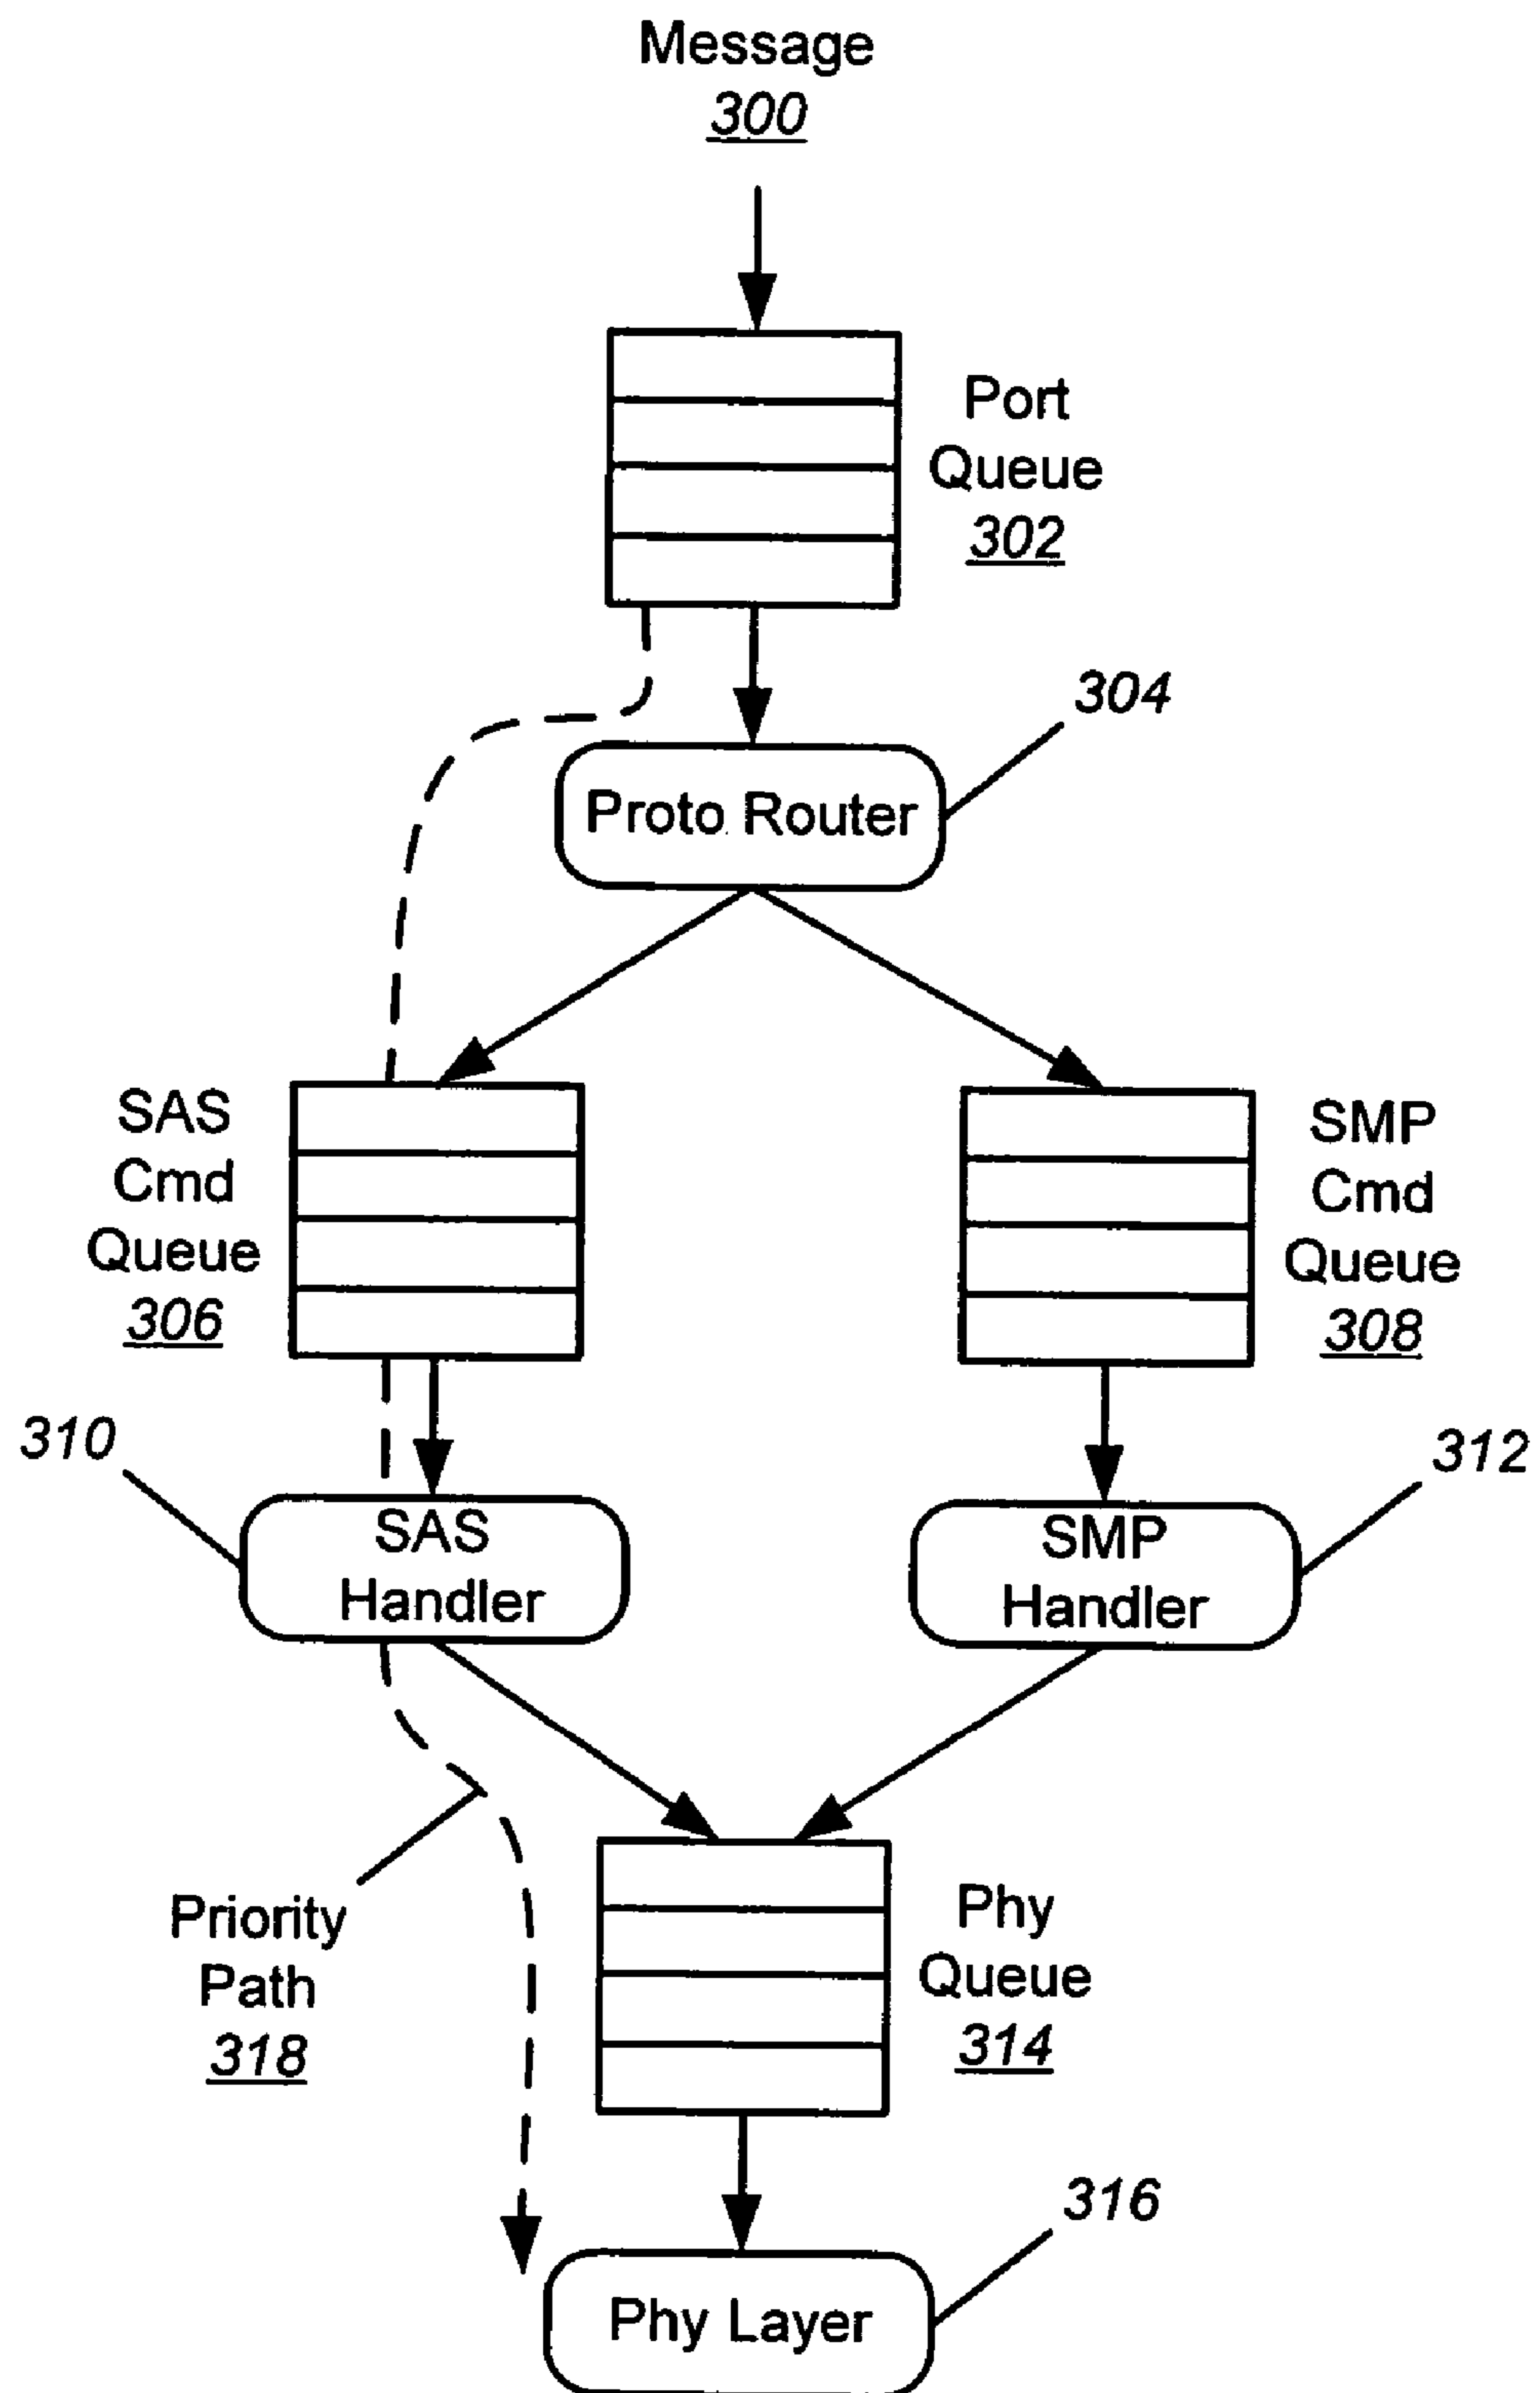 Message
300
Port
Queue
302
304
Proto Router
SAS
Cmd
Queue
306
SMP
Cmd
Queue
308
310
312
SAS
Handler
SMP
Handler
Priority
Path
318
Phy
Queue
314
316
Phy Layer